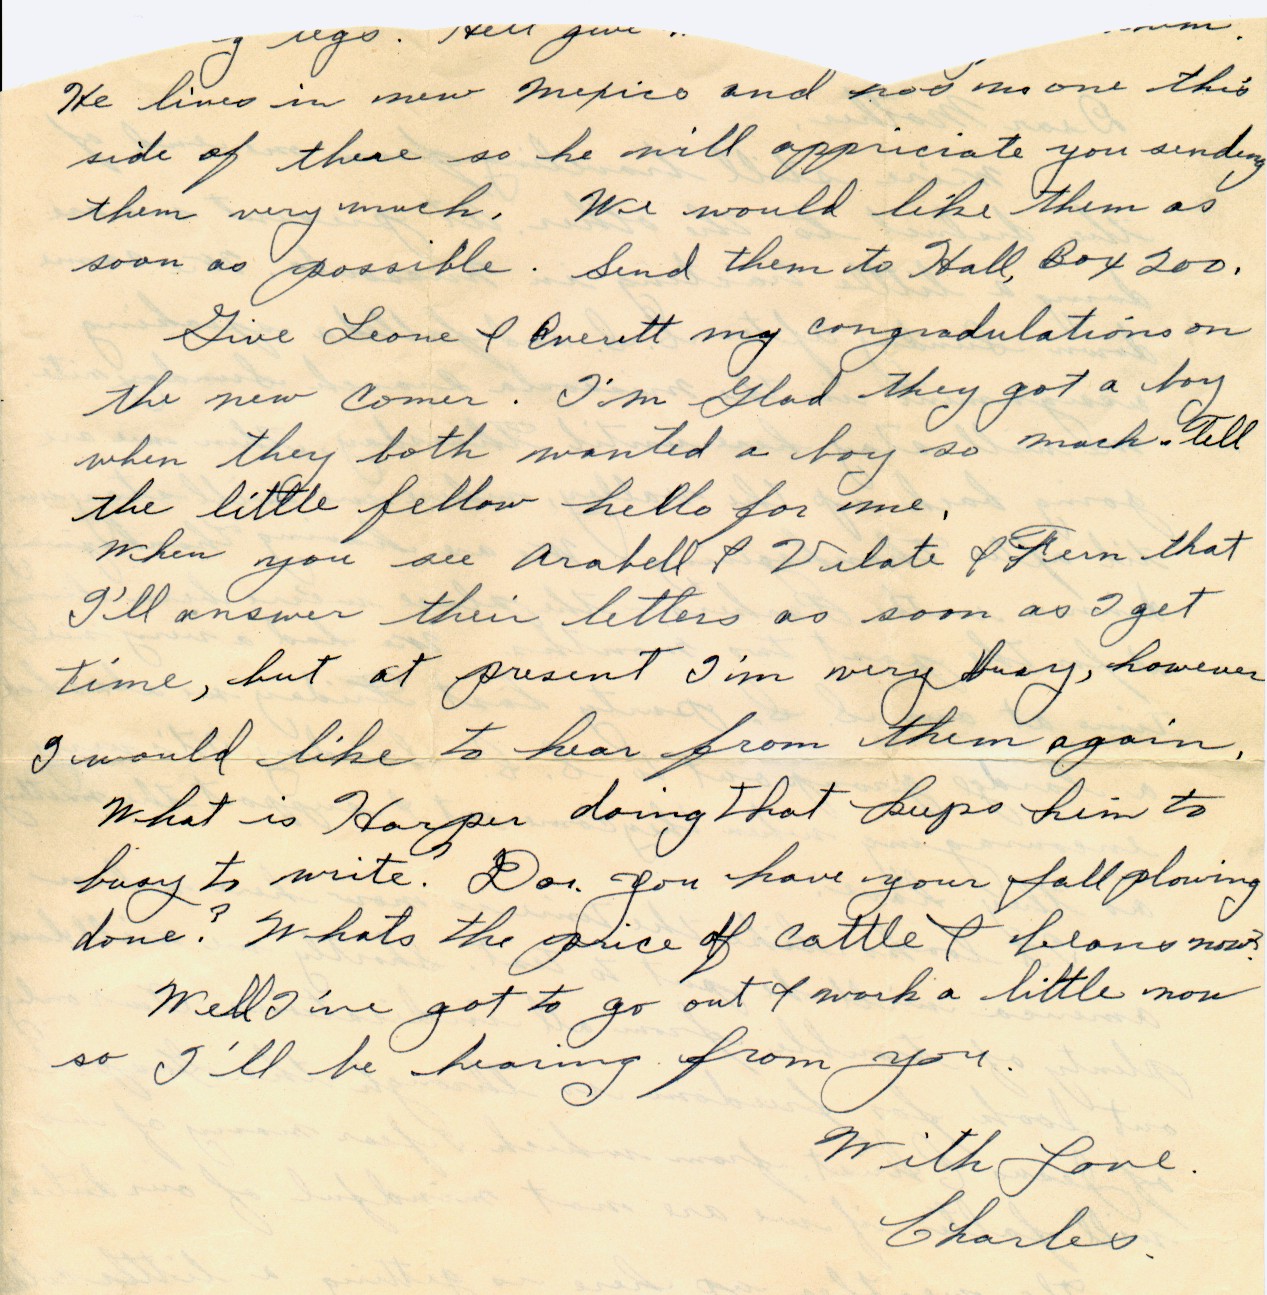 legs. He'll give
He lives in new Mexico and has no one this
side of there so he will appriciate you sending
them very much. We would like them as
soon as possible. Send them to Hall, Box 200.
Give Leone & Everett my congradulations on
the new comer. I'm Glad they got a boy
when they both wanted a boy so much. Tell
the little fellow hello for me.
When you see Arabell & Vilate & Fern that
I'll answer their letters as soon as I get
time, but at present I'm very busy, however
I would like to hear from them again.
What is Harper doing that keeps him to
busy to write? Do you have your fall plowing
done? Whats the price of cattle & beans now?
Well I've got to go out & work a little now
so I'll be hearing from you.
With Love.
Charles.